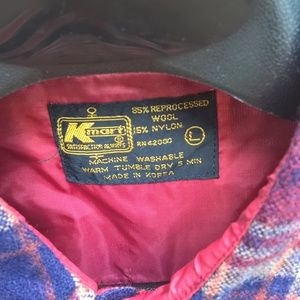 85% REPROCESSED
WOOL
15% NYLON
Kmart ®
SATISFACTION ALWAYS
RN 62000
L
MACHINE WASHABLE
WARM TUMBLE DRY 5 MIN
MADE IN KOREA